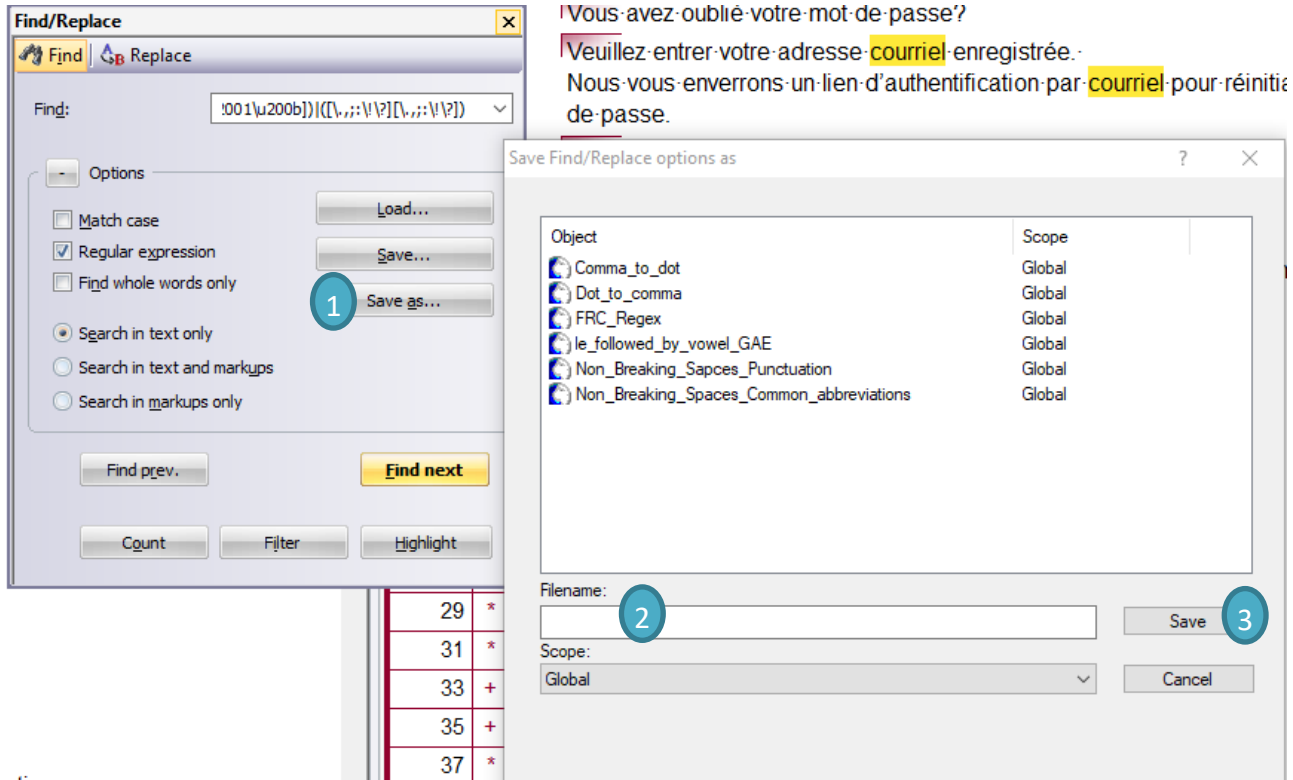 Find/Replace
Find Replace
Find:
!001\u200b])|([\.,;:\!\?][\.,;:\!\?])
- Options
Match case
Regular expression
Find whole words only
Search in text only
Search in text and markups
Search in markups only
Load...
Save...
1 Save as...
Find prev.
Find next
Count
Filter
Highlight
Vous·avez·oublié·votre·mot·de·passe?
Veuillez·entrer·votre·adresse·courriel·enregistrée.·
Nous·vous·enverrons·un·lien·d'authentification·par·courriel·pour·réinitia
de·passe.
Save Find/Replace options as ?
Object Scope
Comma_to_dot Global
Dot_to_comma Global
FRC_Regex Global
le_followed_by_vowel_GAE Global
Non_Breaking_Sapces_Punctuation Global
Non_Breaking_Spaces_Common_abbreviations Global
Filename:
2
Save 3
Scope:
Global
Cancel
29 *
31 *
33 +
35 +
37 *